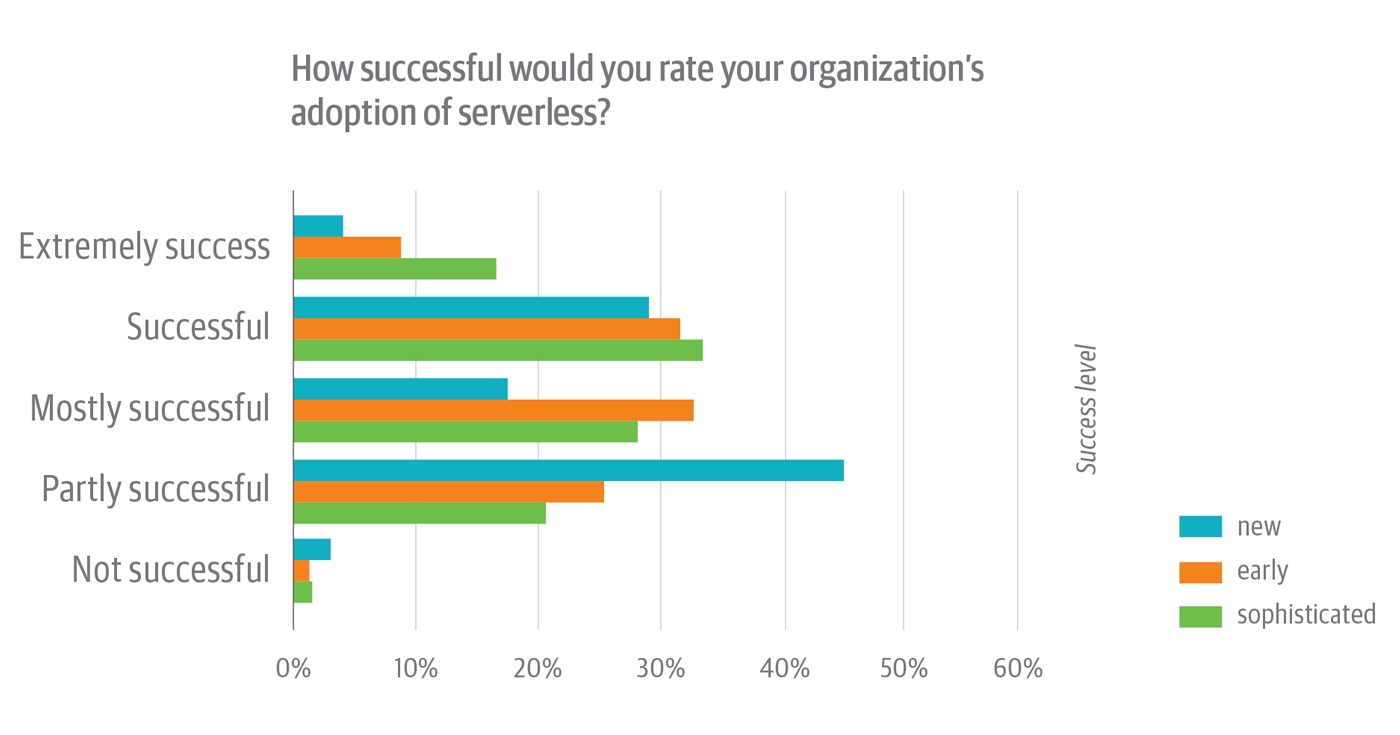 How successful would you rate your organization's
adoption of serverless?
Extremely success
Successful
Mostly successful
Partly successful
Not successful
0% 10% 20% 30% 40% 50% 60%
Success level
new
early
sophisticated